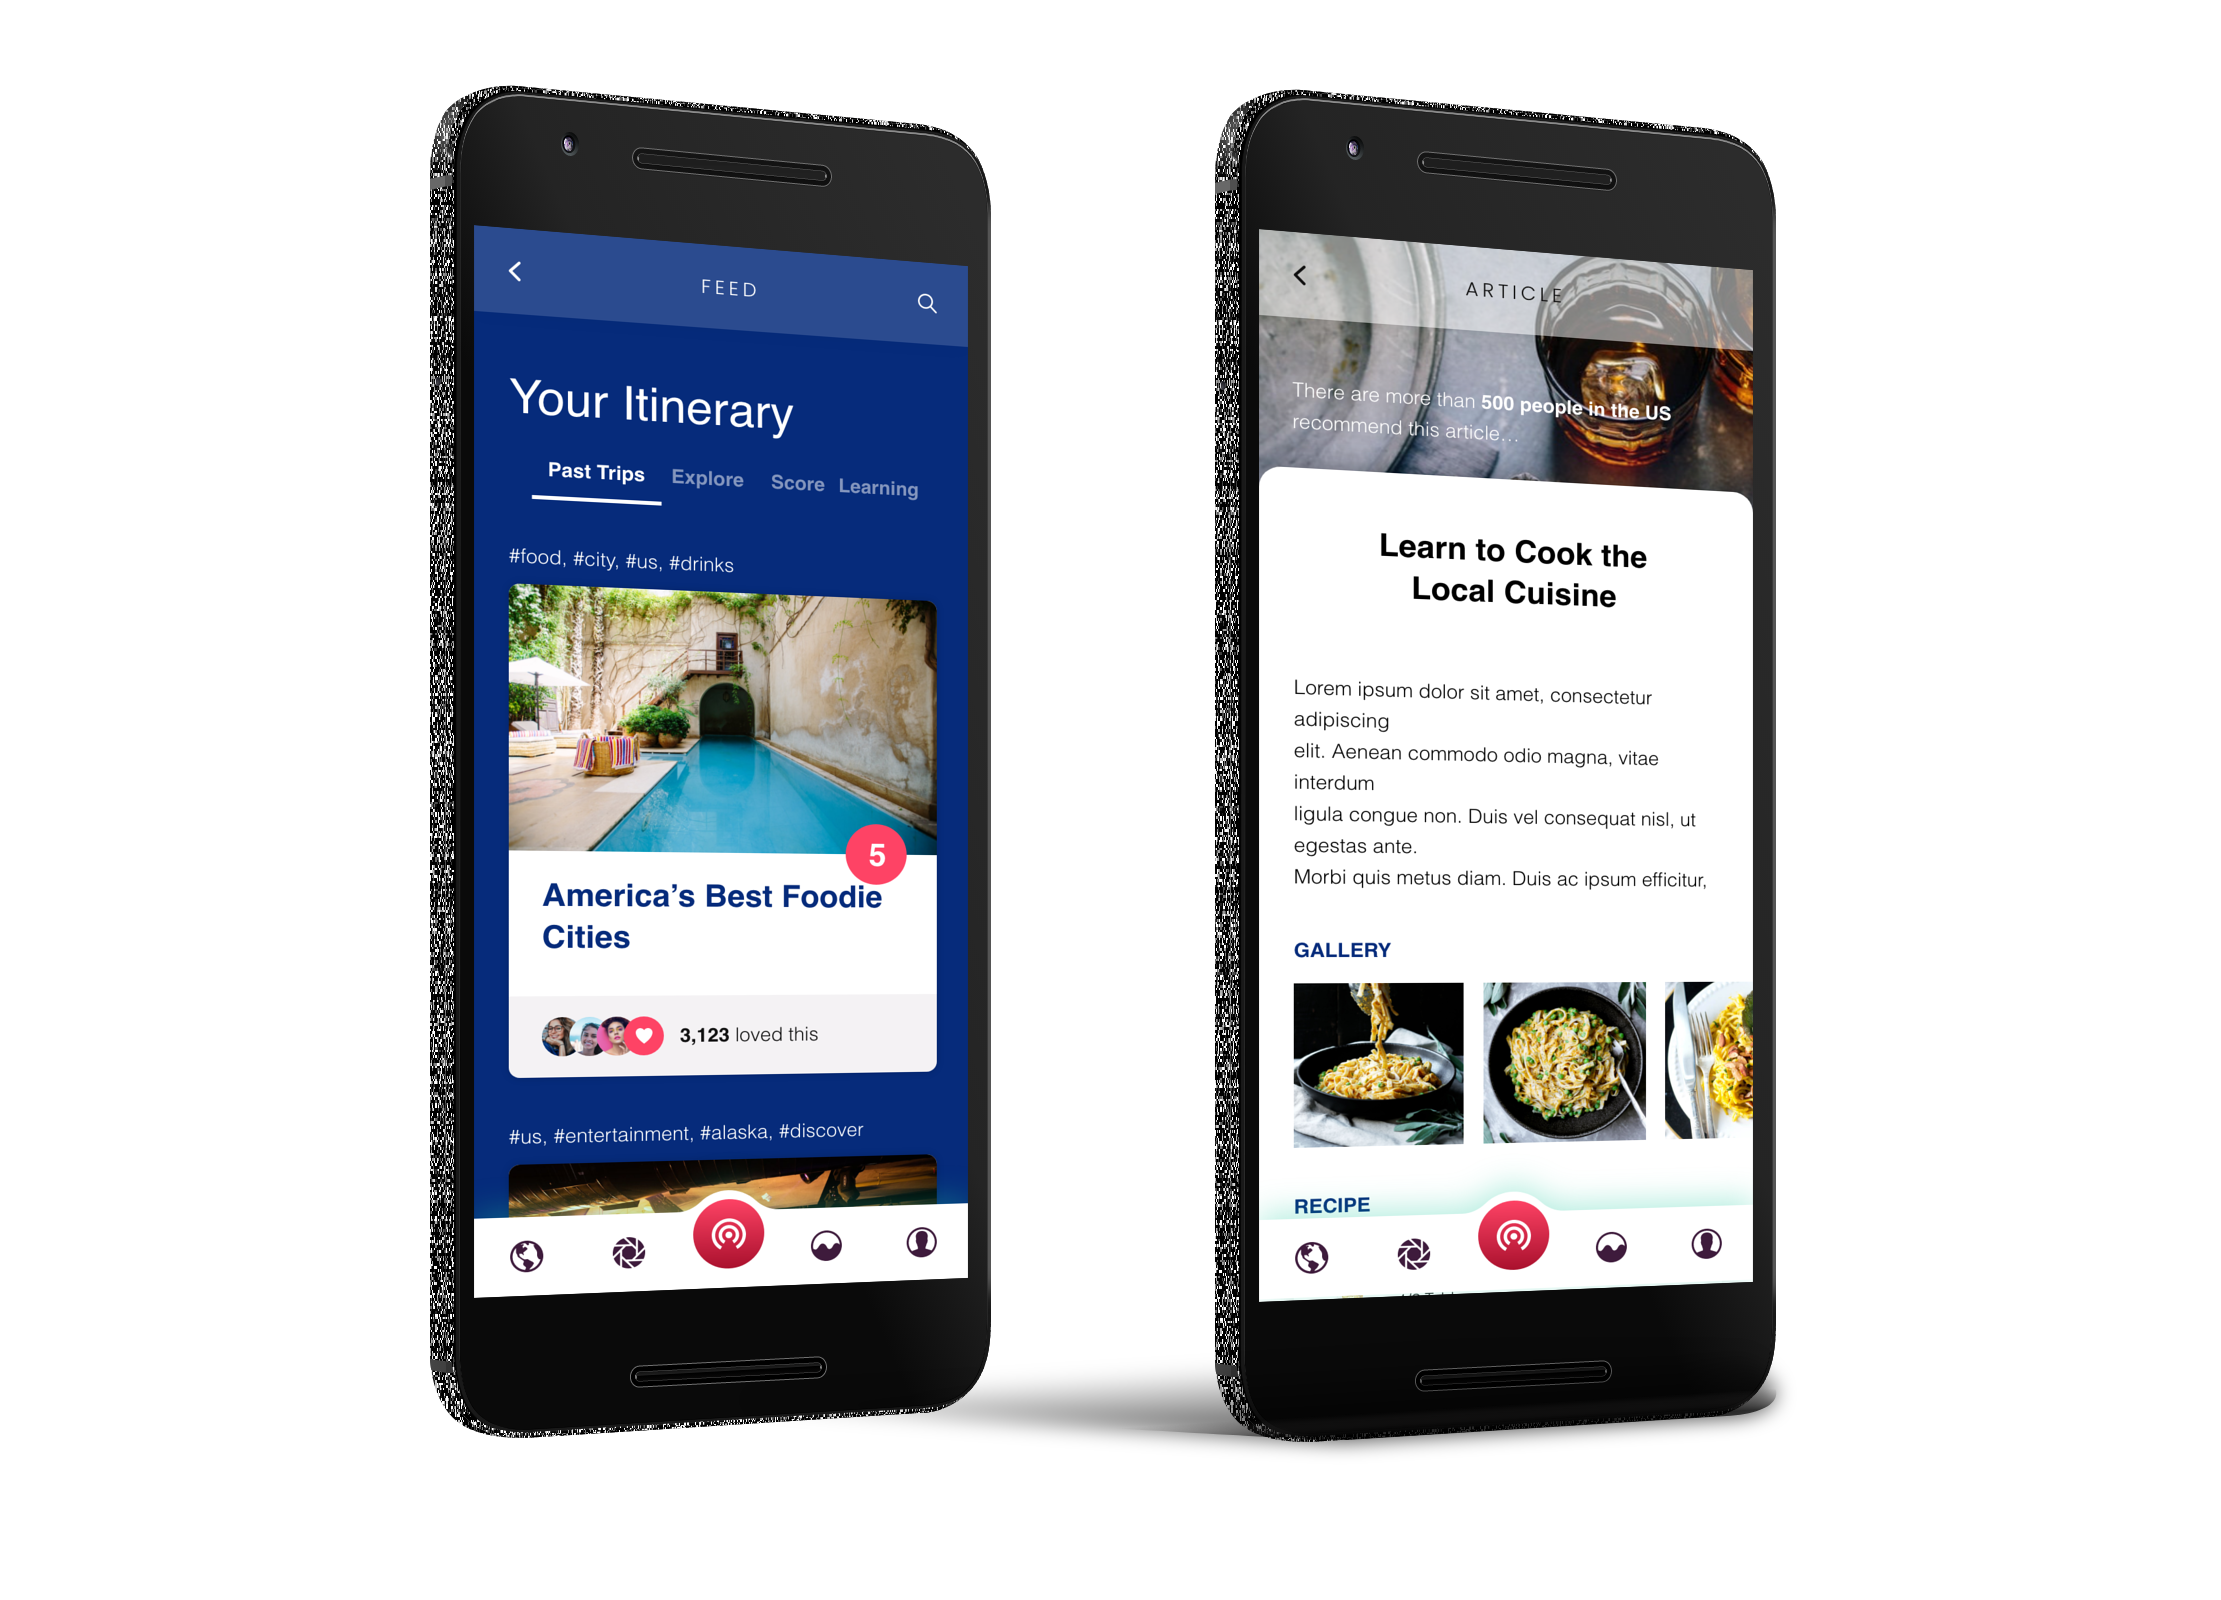 FEED
Your Itinerary
Past Trips Explore Score Learning
#food, #city, #us, #drinks
5
America’s Best Foodie
Cities
3,123 loved this
#us, #entertainment, #alaska, #discover
ARTICLE
There are more than 500 people in the US
recommend this article...
Learn to Cook the
Local Cuisine
Lorem ipsum dolor sit amet, consectetur
adipiscing
elit. Aenean commodo odio magna, vitae
interdum
ligula congue non. Duis vel consequat nisl, ut
egestas ante.
Morbi quis metus diam. Duis ac ipsum efficitur,
GALLERY
RECIPE